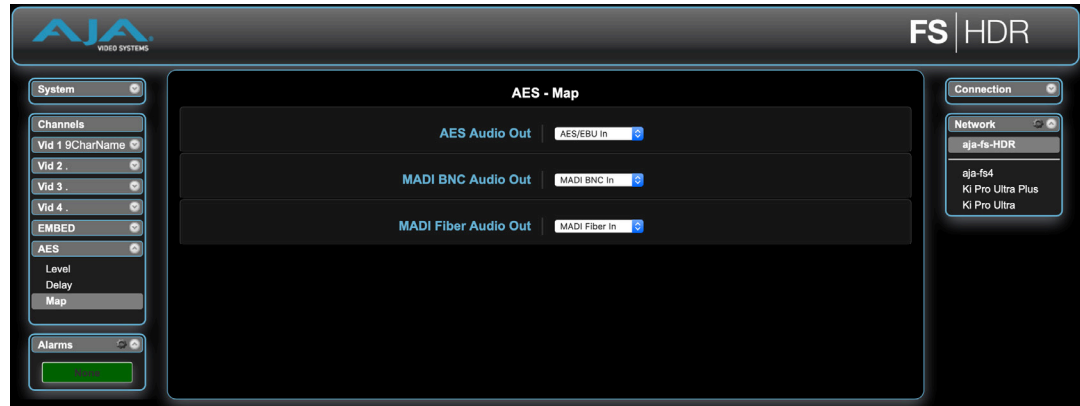 AJA
VIDEO SYSTEMS
FS|HDR
System
Channels
Vid 1 9CharName
Vid 2 .
Vid 3 .
Vid 4 .
EMBED
AES
Level
Delay
Map
Alarms
None
AES - Map
AES Audio Out AES/EBU In
MADI BNC Audio Out MADI BNC In
MADI Fiber Audio Out MADI Fiber In
Connection
Network
aja-fs-HDR
aja-fs4
Ki Pro Ultra Plus
Ki Pro Ultra